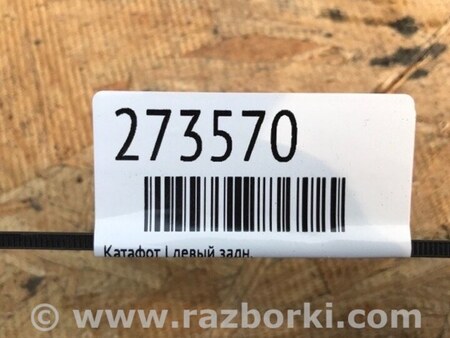 273570
Катафот | левый задн.
© www.razborki.com